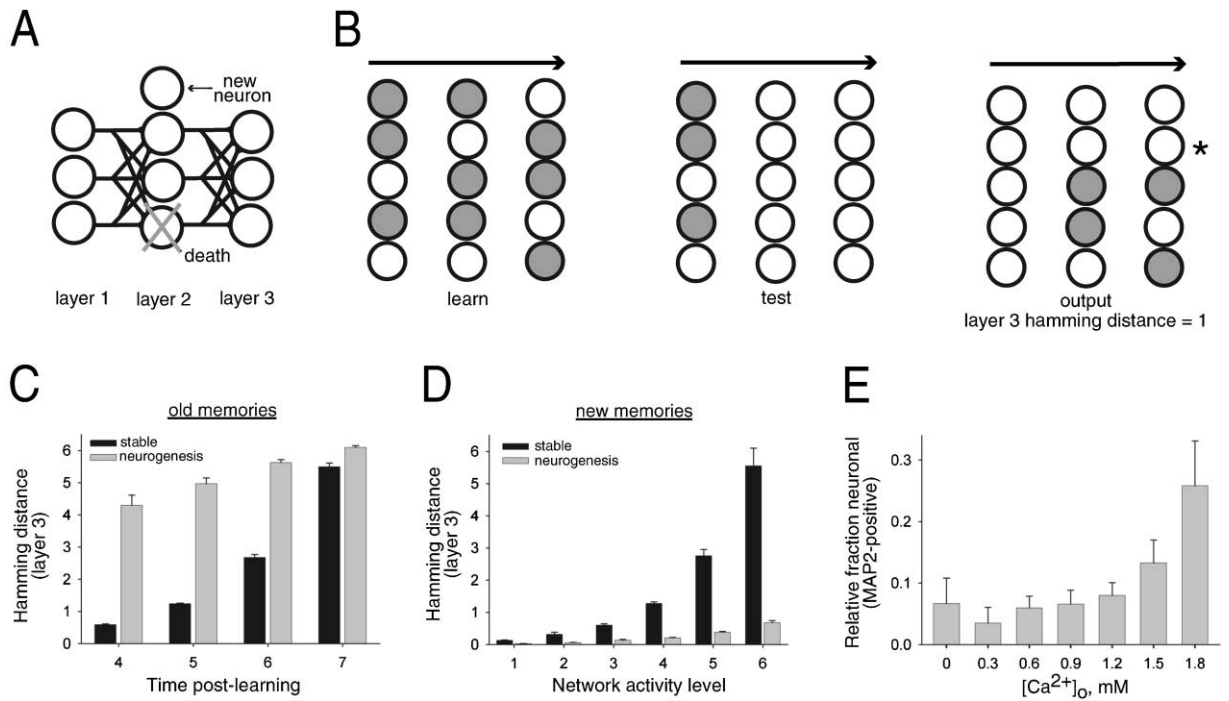 A
new
neuron
death
layer 1 layer 2 layer 3
B
learn
test
output
layer 3 hamming distance = 1
*
C
old memories
stable
neurogenesis
Hamming distance
(layer 3)
6
5
4
3
2
1
0
4 5 6 7
Time post-learning
D
new memories
stable
neurogenesis
Hamming distance
(layer 3)
6
5
4
3
2
1
0
1 2 3 4 5 6
Network activity level
E
Relative fraction neuronal
(MAP2-positive)
0.3
0.2
0.1
0.0
0 0.3 0.6 0.9 1.2 1.5 1.8
[Ca2+]o, mM